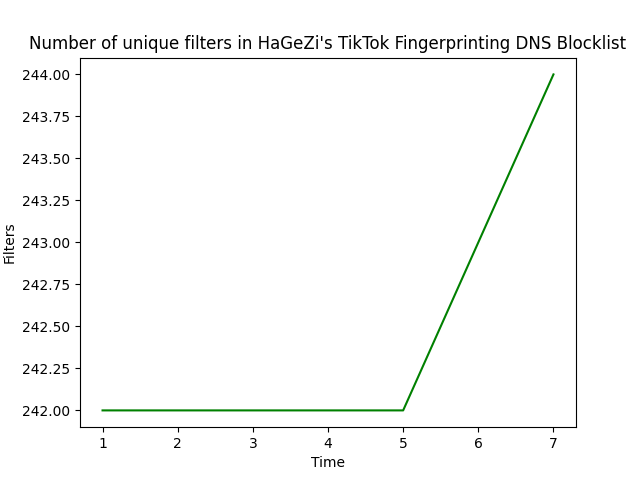 Number of unique filters in HaGeZi's TikTok Fingerprinting DNS Blocklist
244.00
243.75
243.50
243.25
243.00
242.75
242.50
242.25
242.00
Filters
1 2 3 4 5 6 7
Time